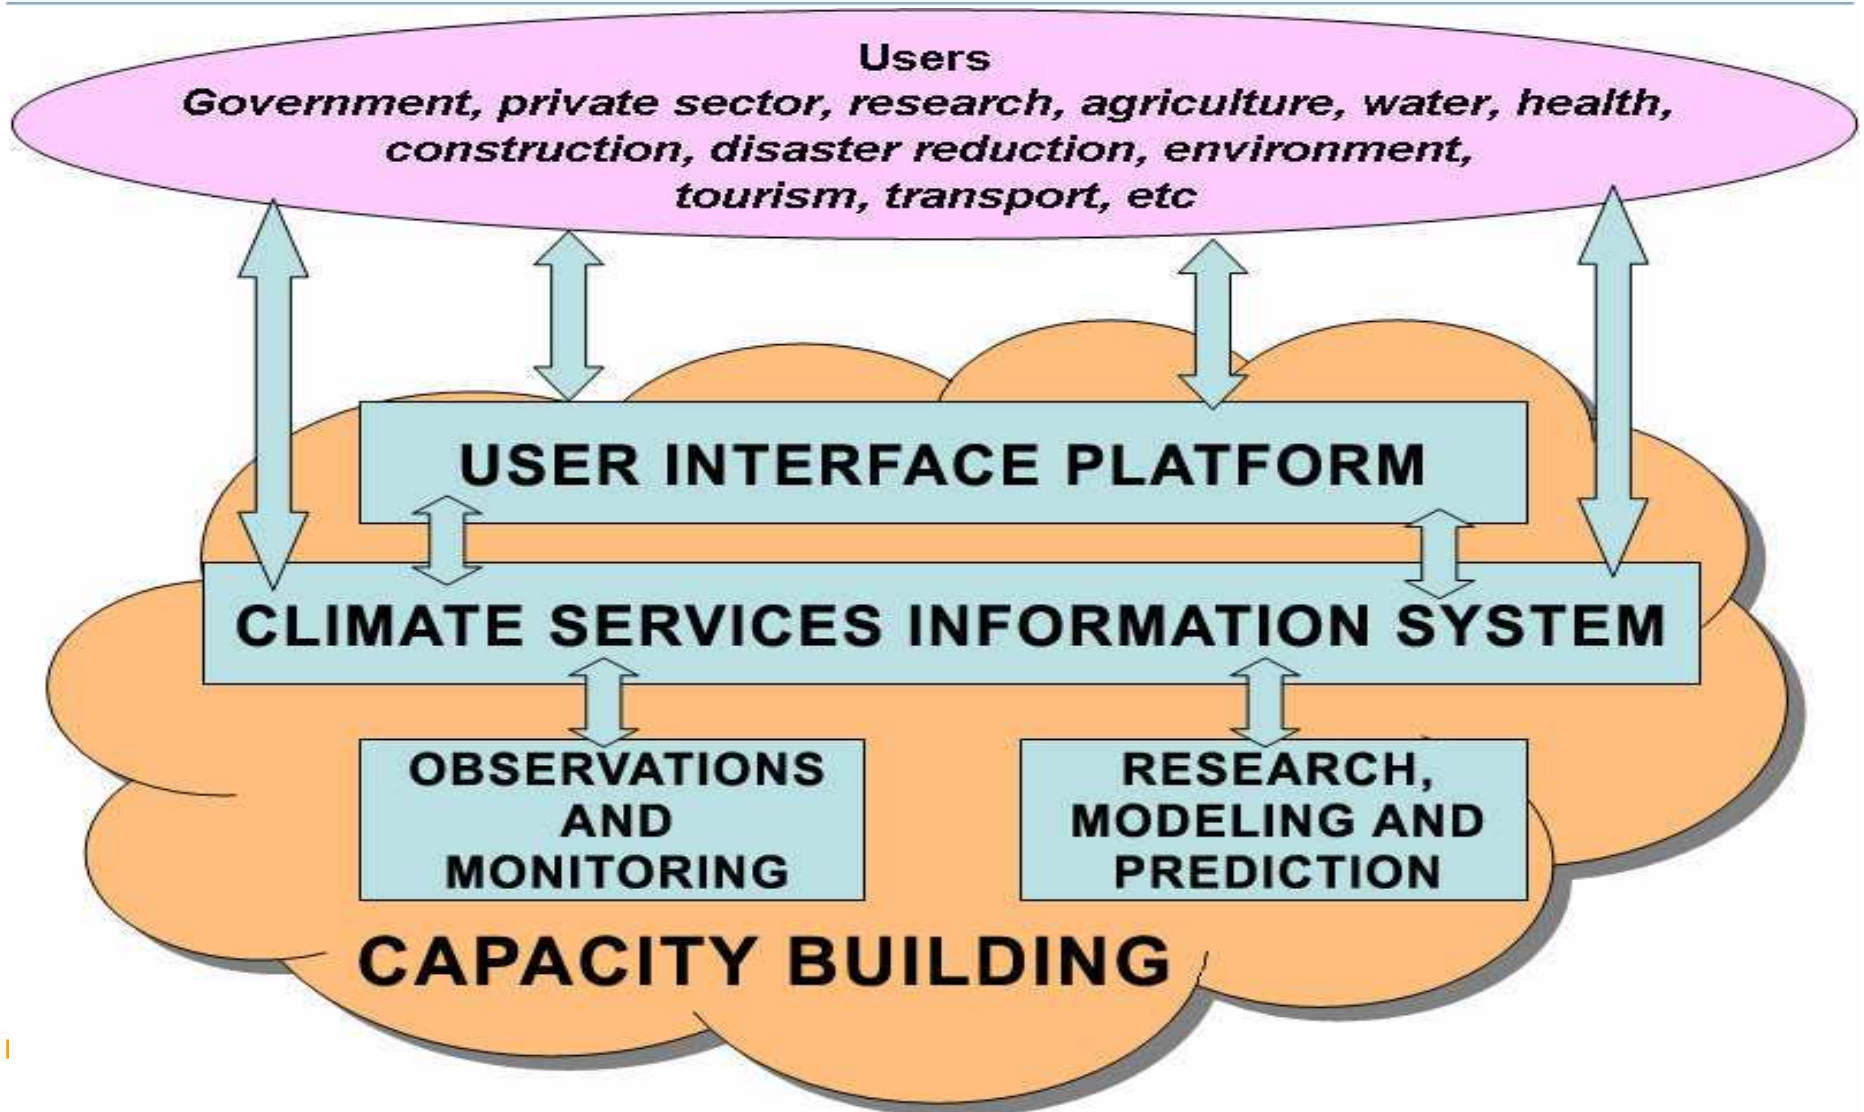 Users
Government, private sector, research, agriculture, water, health,
construction, disaster reduction, environment,
tourism, transport, etc
USER INTERFACE PLATFORM
CLIMATE SERVICES INFORMATION SYSTEM
OBSERVATIONS
AND
MONITORING
RESEARCH,
MODELING AND
PREDICTION
CAPACITY BUILDING